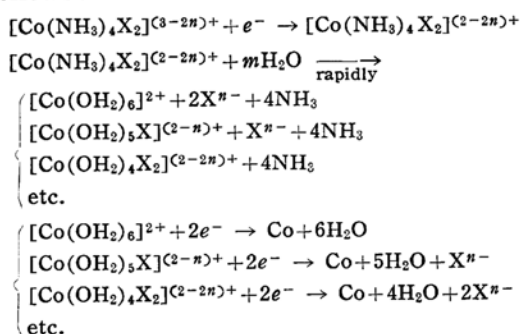 [Co(NH₃)₄X₂]⁽³⁻²ⁿ⁾⁺+e⁻ → [Co(NH₃)₄X₂]⁽²⁻²ⁿ⁾⁺
[Co(NH₃)₄X₂]⁽²⁻²ⁿ⁾⁺+mH₂O ⟶
rapidly
[Co(OH₂)₆]²⁺+2Xⁿ⁻+4NH₃
[Co(OH₂)₅X]⁽²⁻ⁿ⁾⁺+Xⁿ⁻+4NH₃
[Co(OH₂)₄X₂]⁽²⁻²ⁿ⁾⁺+4NH₃
etc.
[Co(OH₂)₆]²⁺+2e⁻ → Co+6H₂O
[Co(OH₂)₅X]⁽²⁻ⁿ⁾⁺+2e⁻ → Co+5H₂O+Xⁿ⁻
[Co(OH₂)₄X₂]⁽²⁻²ⁿ⁾⁺+2e⁻ → Co+4H₂O+2Xⁿ⁻
etc.